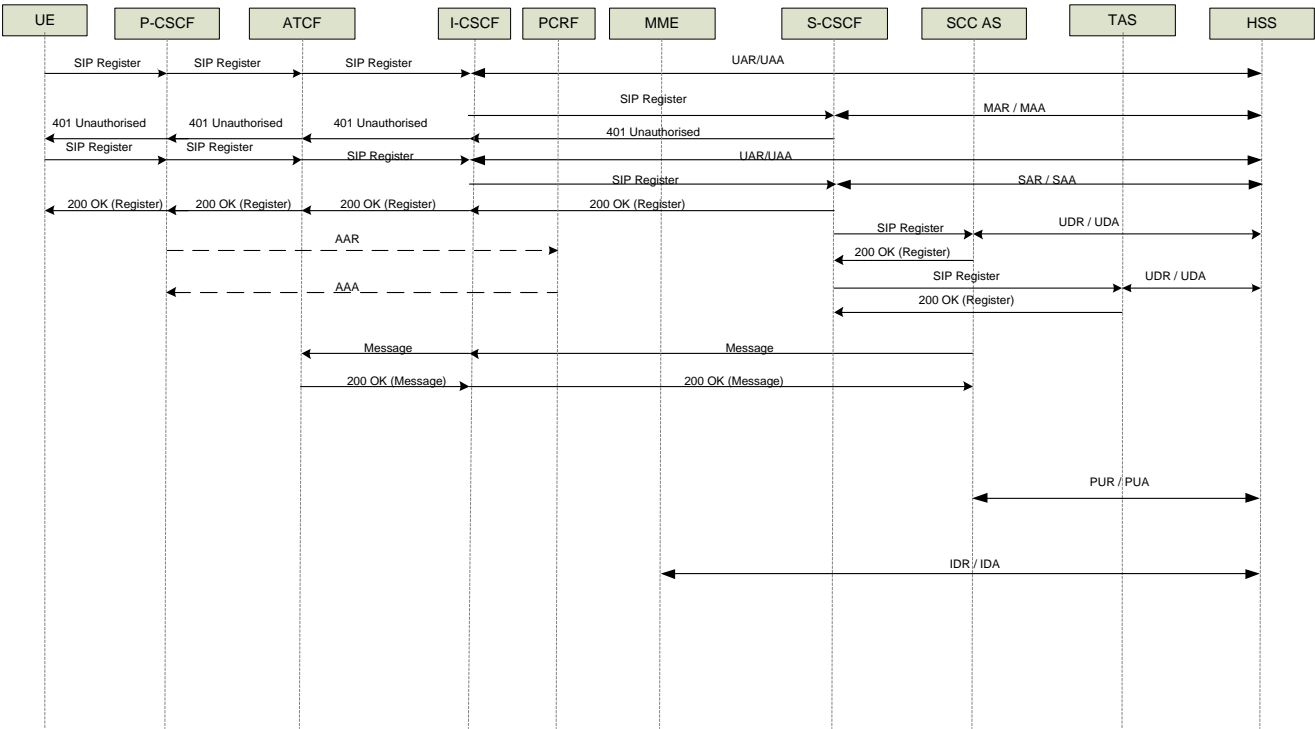 UE
P-CSCF
ATCF
I-CSCF
PCRF
MME
S-CSCF
SCC AS
TAS
HSS
SIP Register
SIP Register
SIP Register
UAR/UAA
SIP Register
MAR / MAA
401 Unauthorised
401 Unauthorised
401 Unauthorised
401 Unauthorised
SIP Register
SIP Register
SIP Register
UAR/UAA
SIP Register
SAR / SAA
200 OK (Register)
200 OK (Register)
200 OK (Register)
200 OK (Register)
SIP Register
UDR / UDA
AAR
200 OK (Register)
SIP Register
UDR / UDA
AAA
200 OK (Register)
Message
Message
200 OK (Message)
200 OK (Message)
PUR / PUA
IDR / IDA